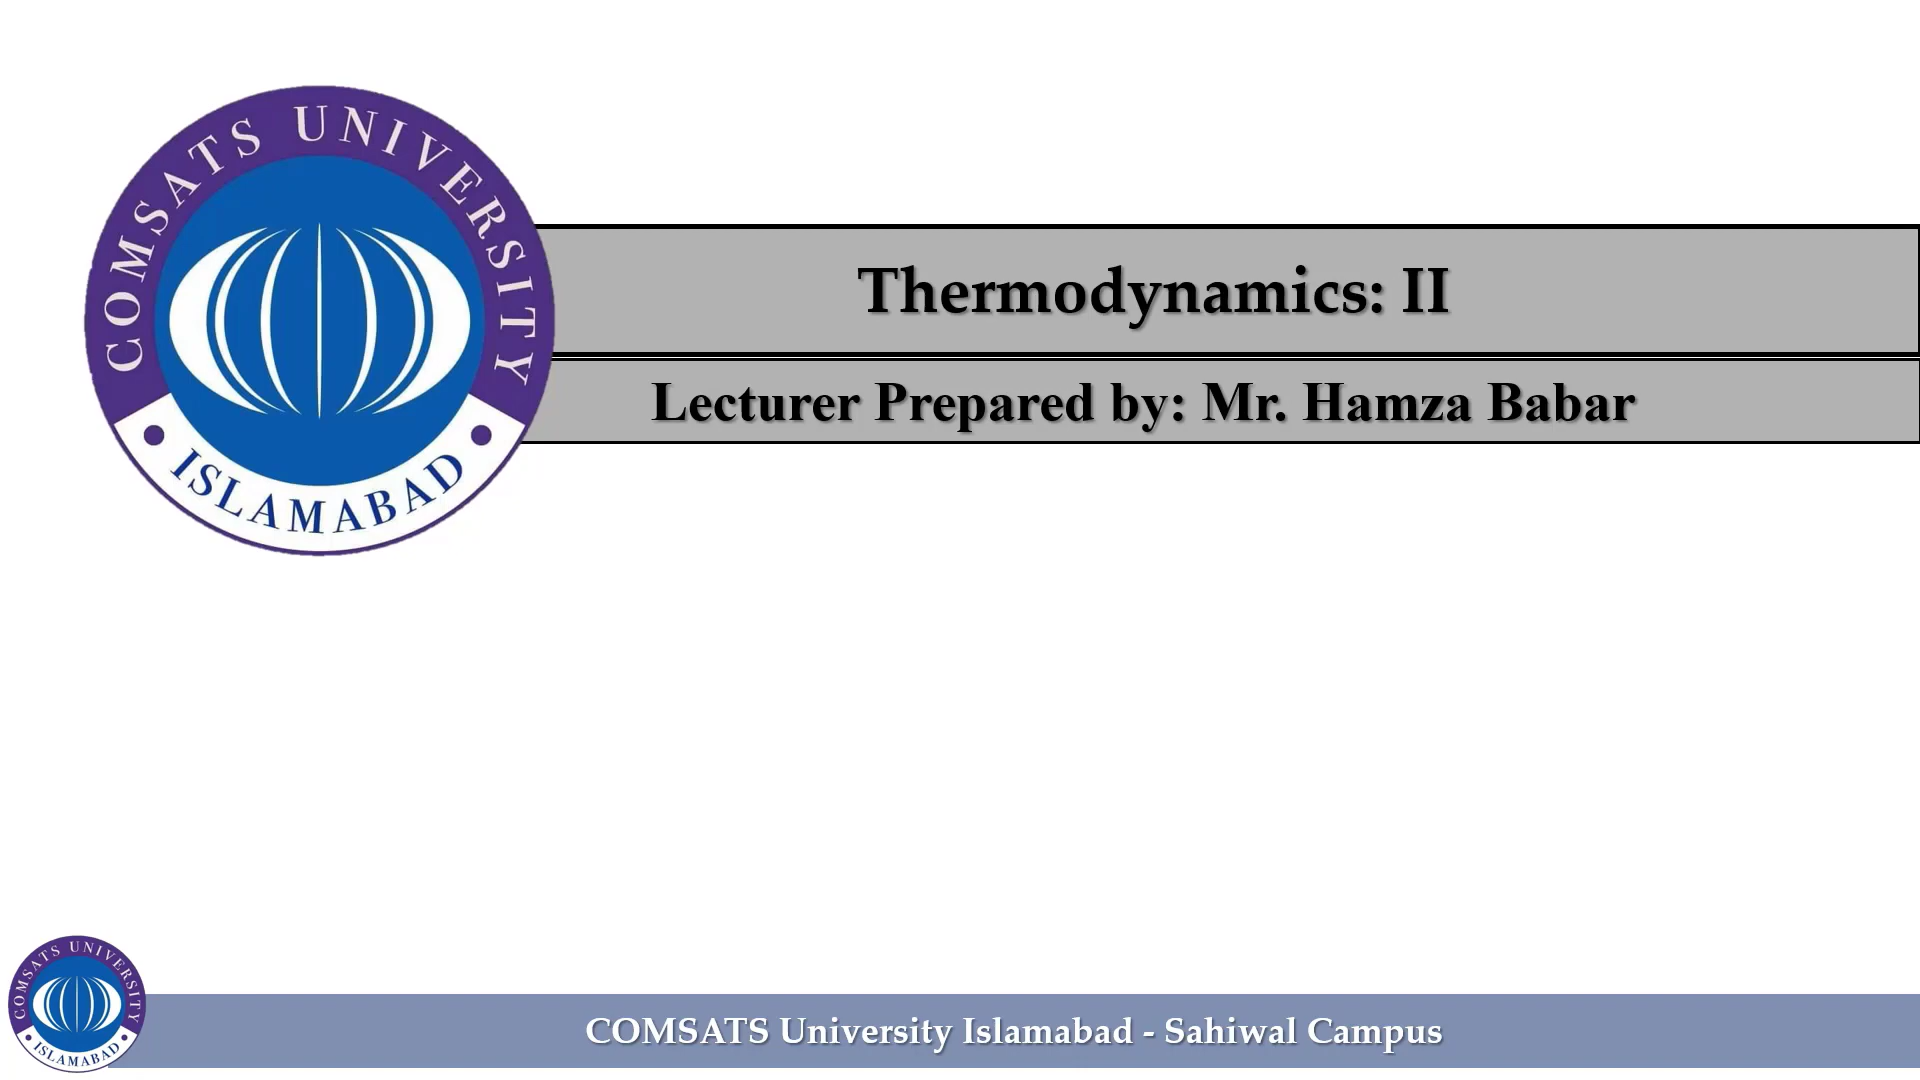 COMSATS UNIVERSITY
• ISLAMABAD •
Thermodynamics: II
Lecturer Prepared by: Mr. Hamza Babar
COMSATS UNIVERSITY
• ISLAMABAD •
COMSATS University Islamabad - Sahiwal Campus